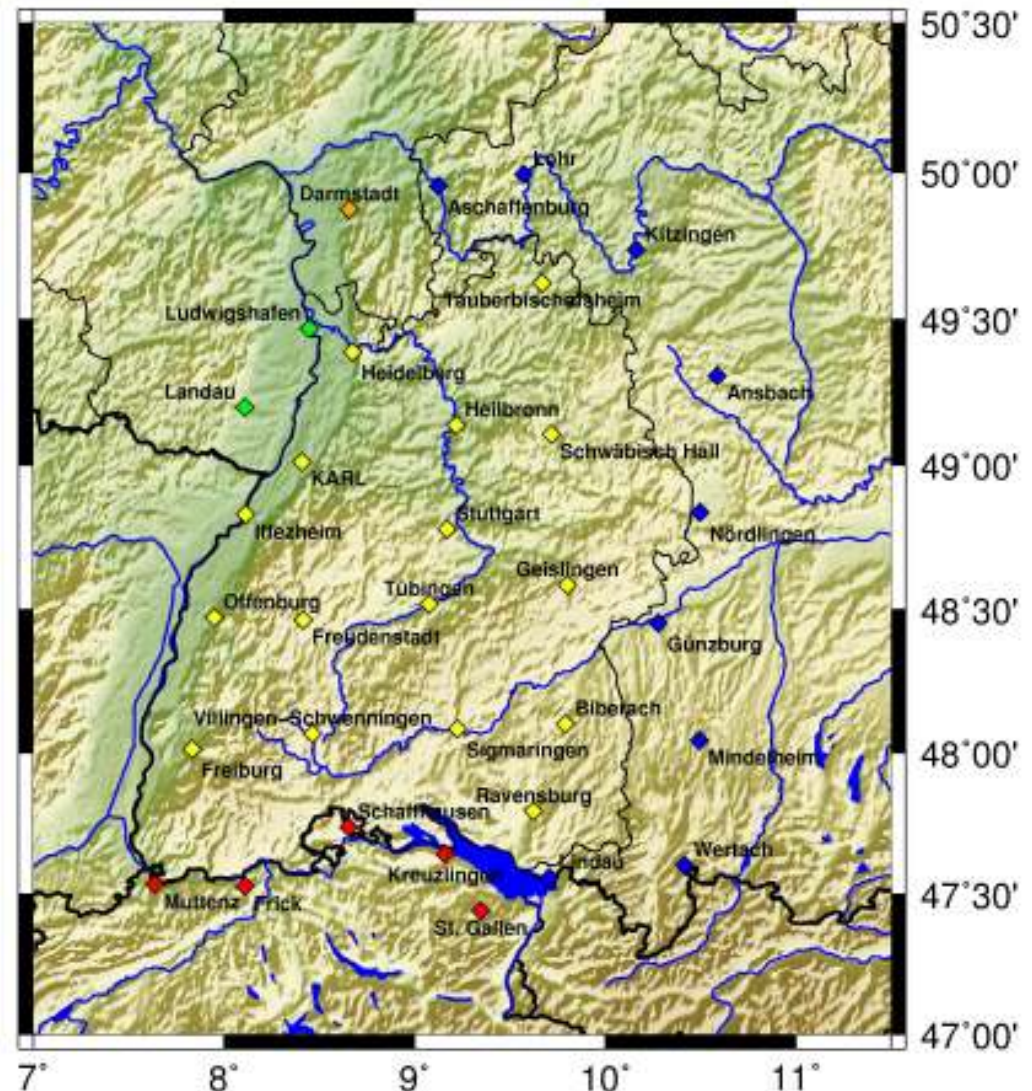 50°30'
50°00'
49°30'
49°00'
48°30'
48°00'
47°30'
47°00'
7°
8°
9°
10°
11°
Lohr
Darmstadt
Aschaffenburg
Kitzingen
Tauberbischofsheim
Ludwigshafen
Heidelberg
Landau
Ansbach
Heilbronn
Schwäbisch Hall
KARL
Stuttgart
Iffezheim
Nördlingen
Geislingen
Tübingen
Offenburg
Freudenstadt
Günzburg
Villingen-Schwenningen
Biberach
Sigmaringen
Mindelheim
Freiburg
Ravensburg
Schaffhausen
Wertach
Lindau
Kreuzlingen
Muttenz
Frick
St. Gallen